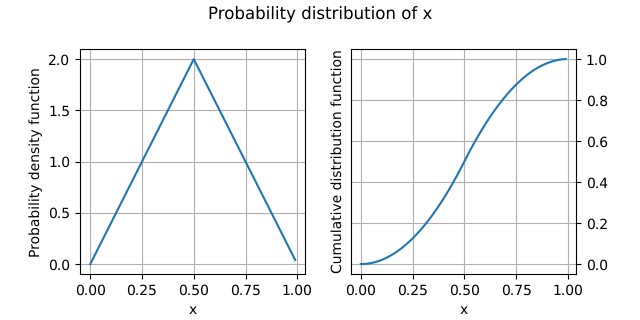 Probability distribution of x
Probability density function
2.0
1.5
1.0
0.5
0.0
0.00 0.25 0.50 0.75 1.00
x
Cumulative distribution function
1.0
0.8
0.6
0.4
0.2
0.0
0.00 0.25 0.50 0.75 1.00
x